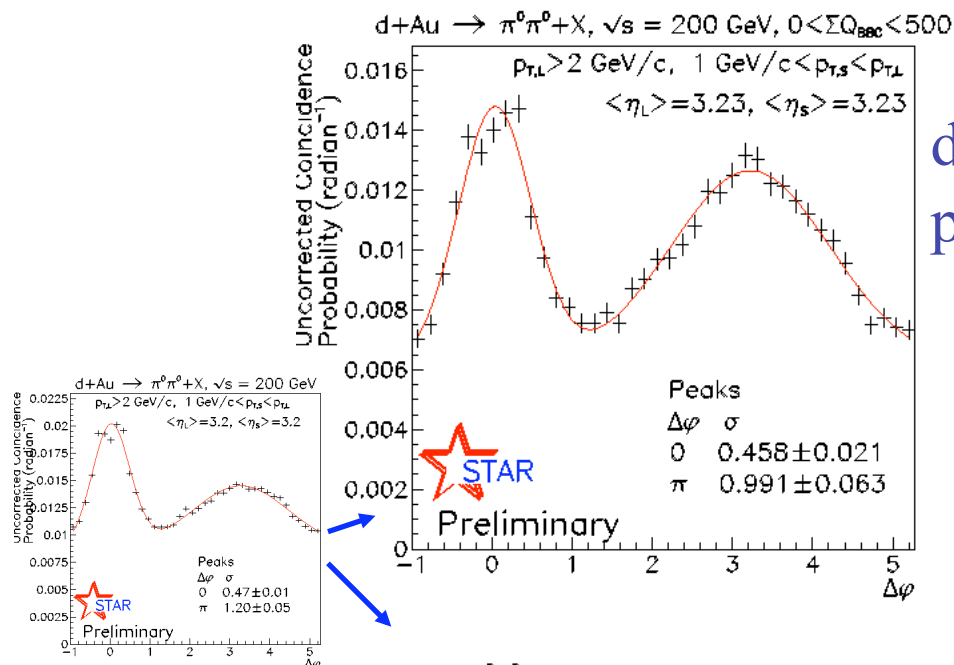 d+Au → π⁰π⁰+X, √s = 200 GeV, 0<ΣQ_BBC<500
p_T,L>2 GeV/c, 1 GeV/c<p_T,S<p_T,L
<η_L>=3.23, <η_S>=3.23
Uncorrected Coincidence
Probability (radian⁻¹)
0.016
0.014
0.012
0.01
0.008
0.006
0.004
0.002
0
Peaks
Δφ σ
0 0.458±0.021
π 0.991±0.063
STAR
Preliminary
-1 0 1 2 3 4 5
Δφ
d
p
d+Au → π⁰π⁰+X, √s = 200 GeV
p_T,L>2 GeV/c, 1 GeV/c<p_T,S<p_T,L
<η_L>=3.2, <η_S>=3.2
Uncorrected Coincidence
Probability (radian⁻¹)
0.0225
0.02
0.0175
0.015
0.0125
0.01
0.0075
0.005
0.0025
0
Peaks
Δφ σ
0 0.47±0.01
π 1.20±0.05
STAR
Preliminary
-1 0 1 2 3 4 5
Δφ